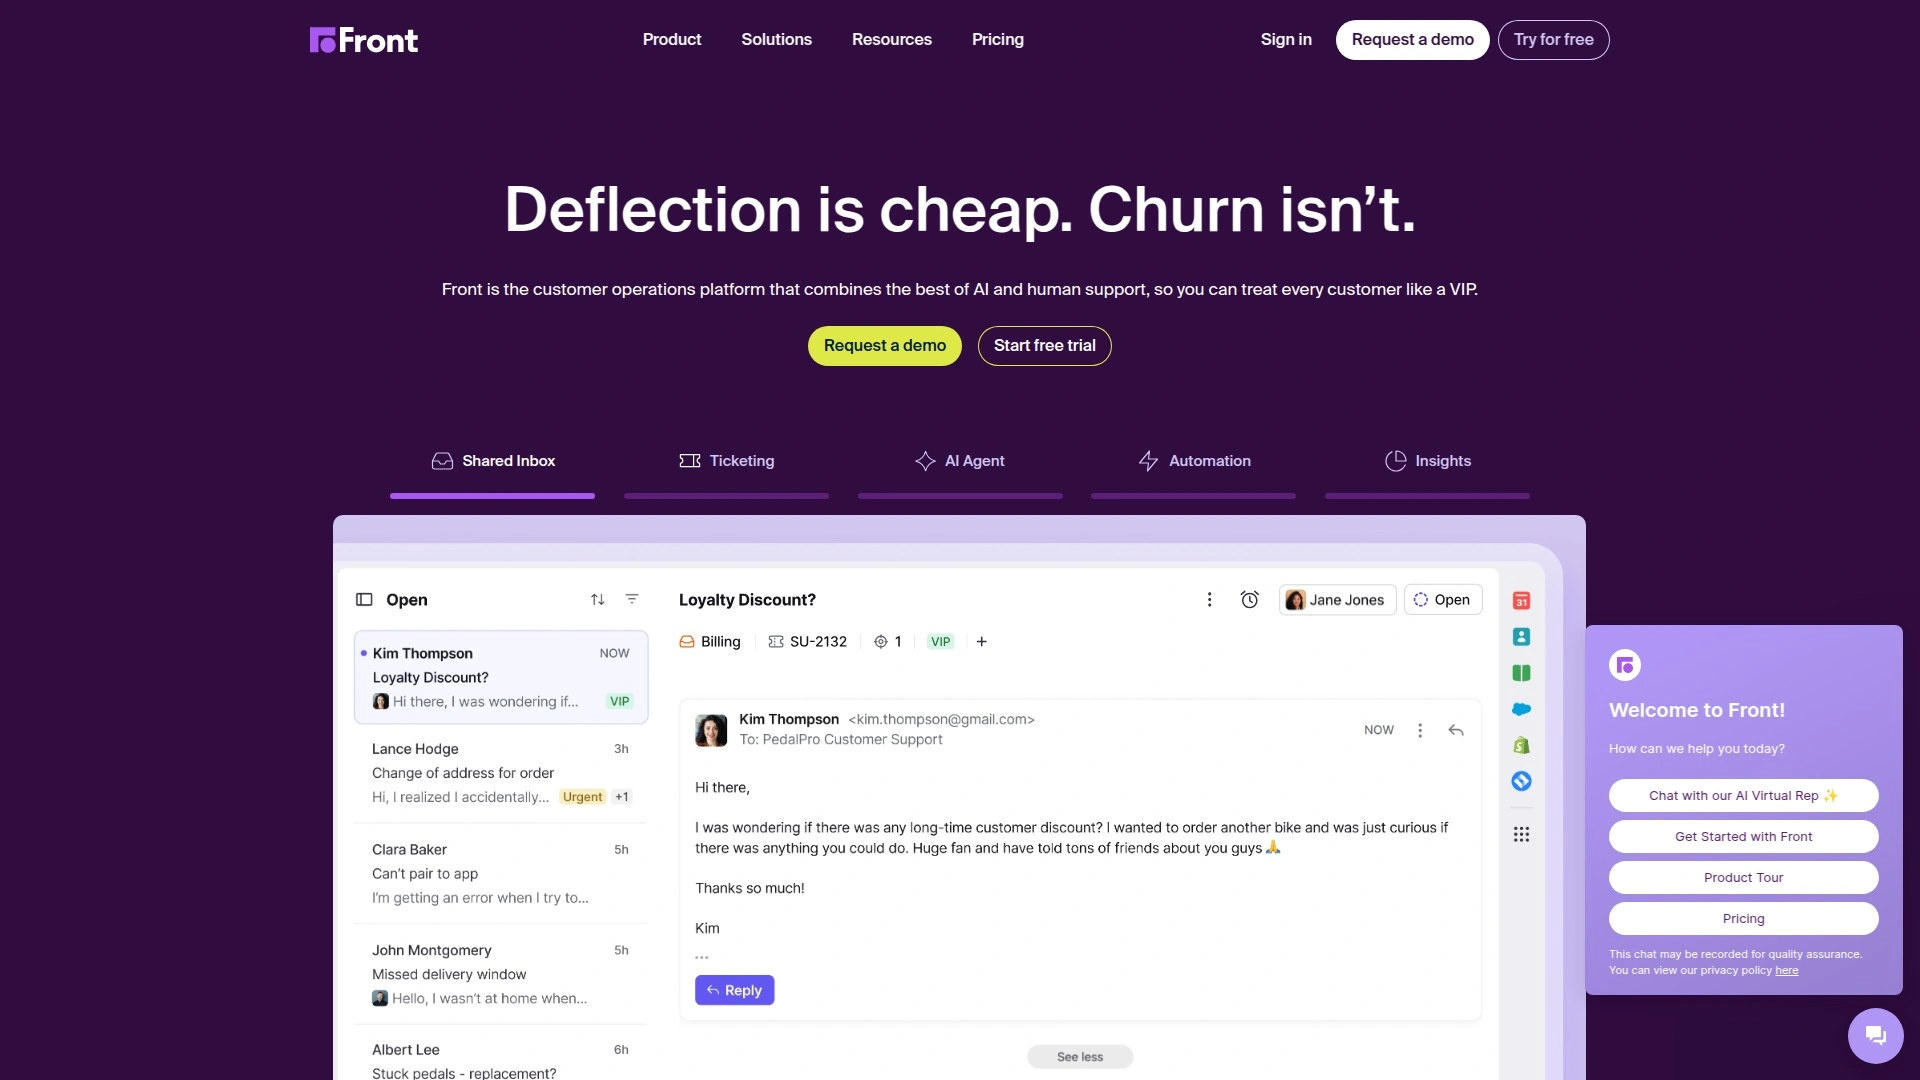 Front
Product
Solutions
Resources
Pricing
Sign in
Request a demo
Try for free
Deflection is cheap. Churn isn’t.
Front is the customer operations platform that combines the best of AI and human support, so you can treat every customer like a VIP.
Request a demo
Start free trial
Shared Inbox
Ticketing
AI Agent
Automation
Insights
Open
Kim Thompson
NOW
Loyalty Discount?
Hi there, I was wondering if...
VIP
Lance Hodge
3h
Change of address for order
Hi, I realized I accidentally...
Urgent
+1
Clara Baker
5h
Can’t pair to app
I’m getting an error when I try to...
John Montgomery
5h
Missed delivery window
Hello, I wasn’t at home when...
Albert Lee
6h
Stuck pedals - replacement?
Loyalty Discount?
Jane Jones
Open
Billing
SU-2132
1
VIP
+
Kim Thompson <kim.thompson@gmail.com>
To: PedalPro Customer Support
NOW
Hi there,
I was wondering if there was any long-time customer discount? I wanted to order another bike and was just curious if
there was anything you could do. Huge fan and have told tons of friends about you guys 🙏
Thanks so much!
Kim
...
Reply
See less
31
Welcome to Front!
How can we help you today?
Chat with our AI Virtual Rep ✨
Get Started with Front
Product Tour
Pricing
This chat may be recorded for quality assurance.
You can view our privacy policy here